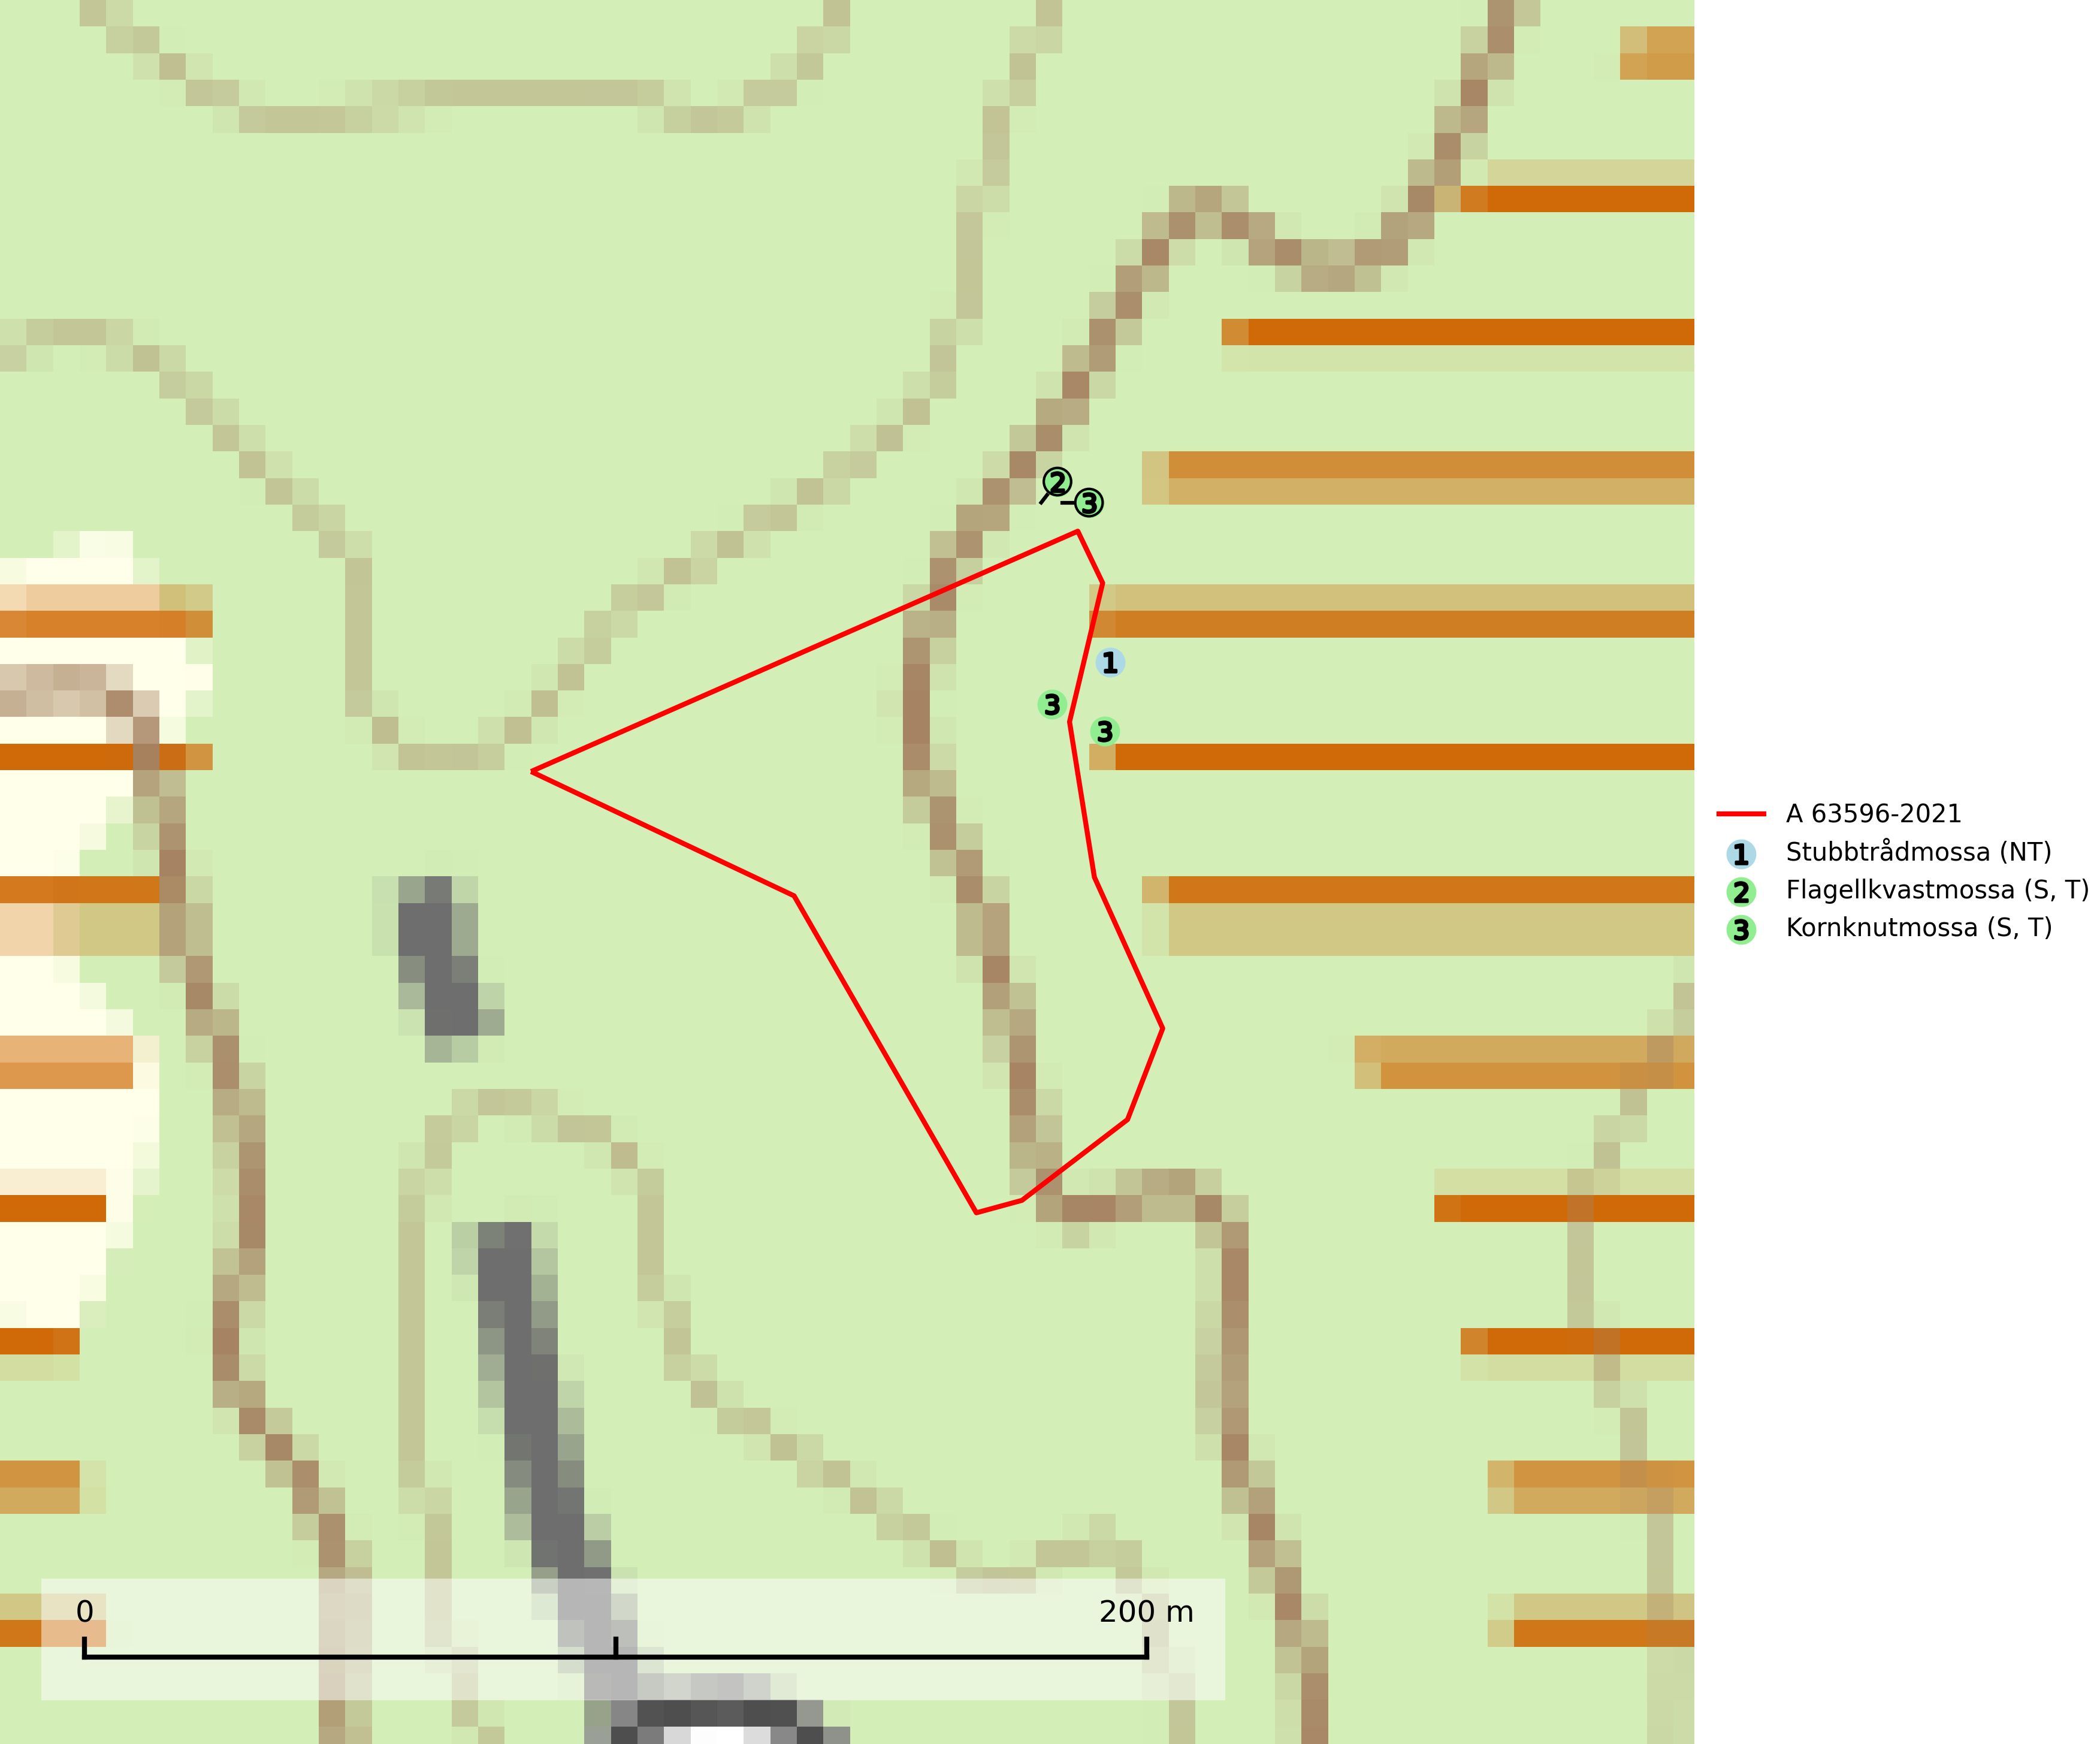 2
3
1
3
3
A 63596-2021
1 Stubbtrådmossa (NT)
2 Flagellkvastmossa (S, T)
3 Kornknutmossa (S, T)
0 200 m